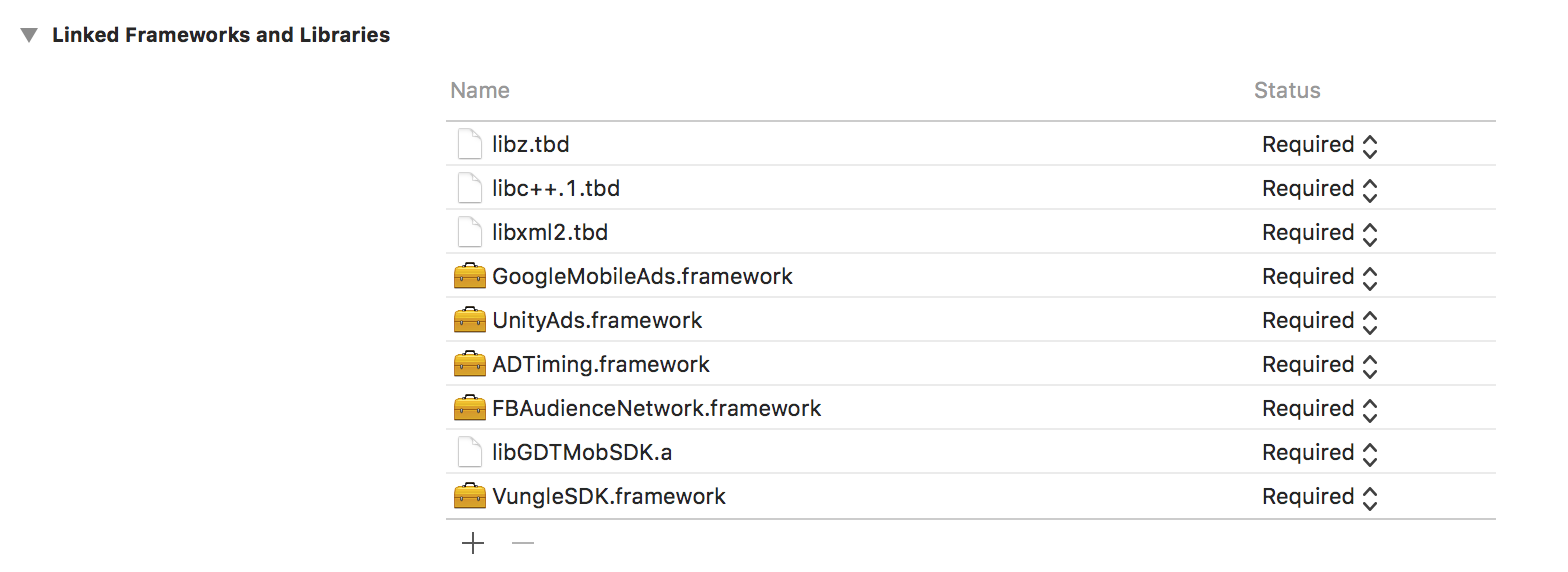 Linked Frameworks and Libraries
Name Status
libz.tbd Required
libc++.1.tbd Required
libxml2.tbd Required
GoogleMobileAds.framework Required
UnityAds.framework Required
ADTiming.framework Required
FBAudienceNetwork.framework Required
libGDTMobSDK.a Required
VungleSDK.framework Required